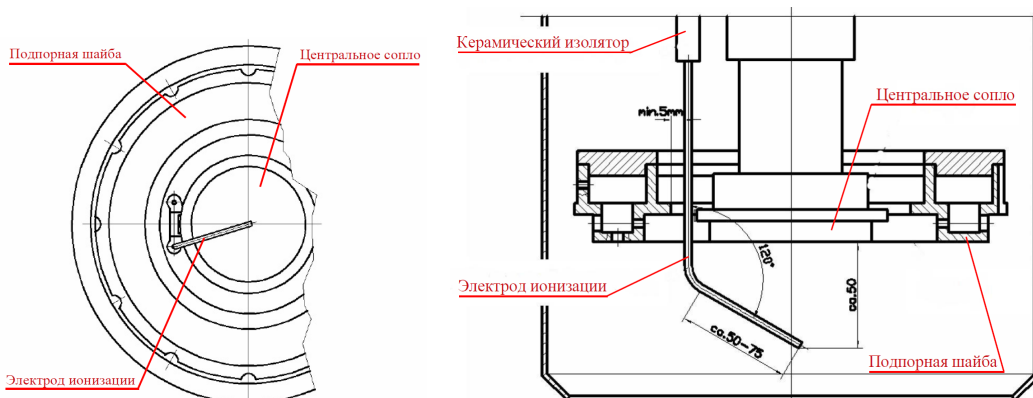 Подпорная шайба
Центральное сопло
Электрод ионизации
Керамический изолятор
min.5mm
Центральное сопло
120°
Электрод ионизации
ca.50
ca.50-75
Подпорная шайба